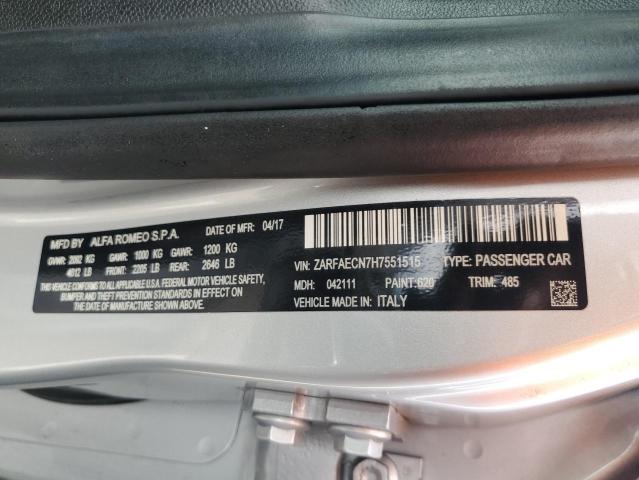 MFD BY ALFA ROMEO S.P.A. DATE OF MFR: 04/17
GVWR: 2092 KG GAWR: 1000 KG GAWR: 1200 KG
4612 LB FRONT: 2205 LB REAR: 2646 LB
THIS VEHICLE CONFORMS TO ALL APPLICABLE U.S.A. FEDERAL MOTOR VEHICLE SAFETY,
BUMPER AND THEFT PREVENTION STANDARDS IN EFFECT
ON THE DATE OF MANUFACTURE SHOWN ABOVE.
VIN: ZARFAECN7H7551515 TYPE: PASSENGER CAR
MDH: 042111 PAINT: 620 TRIM: 485
VEHICLE MADE IN: ITALY